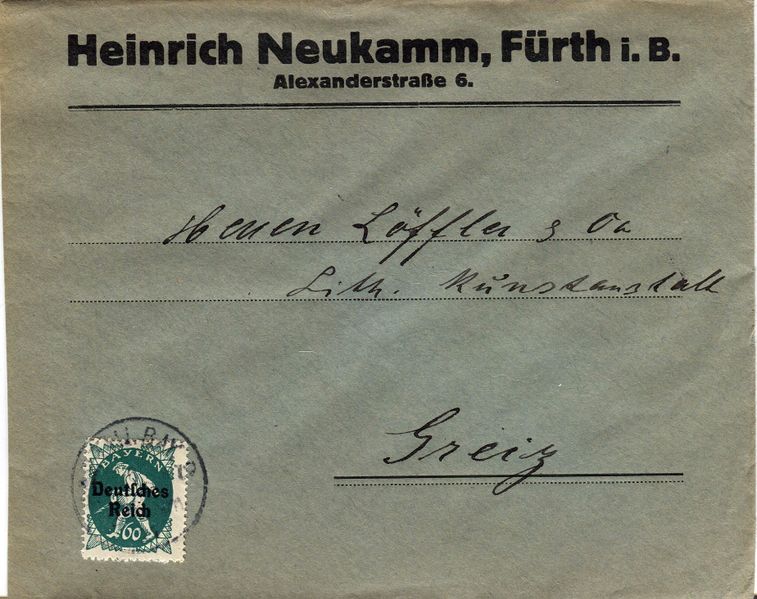 Heinrich Neukamm, Fürth i. B.
Alexanderstraße 6.
Herren Löffler & Co
Lith. Kunstanstalt
Greiz
BAYERN
Deutsches
Reich
60